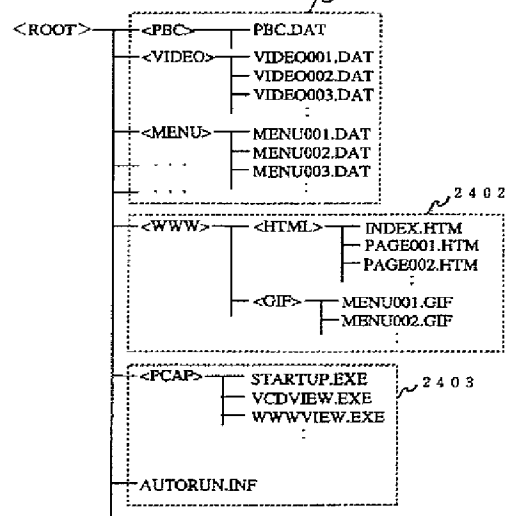 <ROOT> <PBC> PBC.DAT
<VIDEO> VIDEO001.DAT
VIDEO002.DAT
VIDEO003.DAT
<MENU> MENU001.DAT
MENU002.DAT
MENU003.DAT
2402
<WWW> <HTML> INDEX.HTM
PAGE001.HTM
PAGE002.HTM
<GIF> MENU001.GIF
MENU002.GIF
<PCAP> STARTUP.EXE
2403
VCDVIEW.EXE
WWWVIEW.EXE
AUTORUN.INF